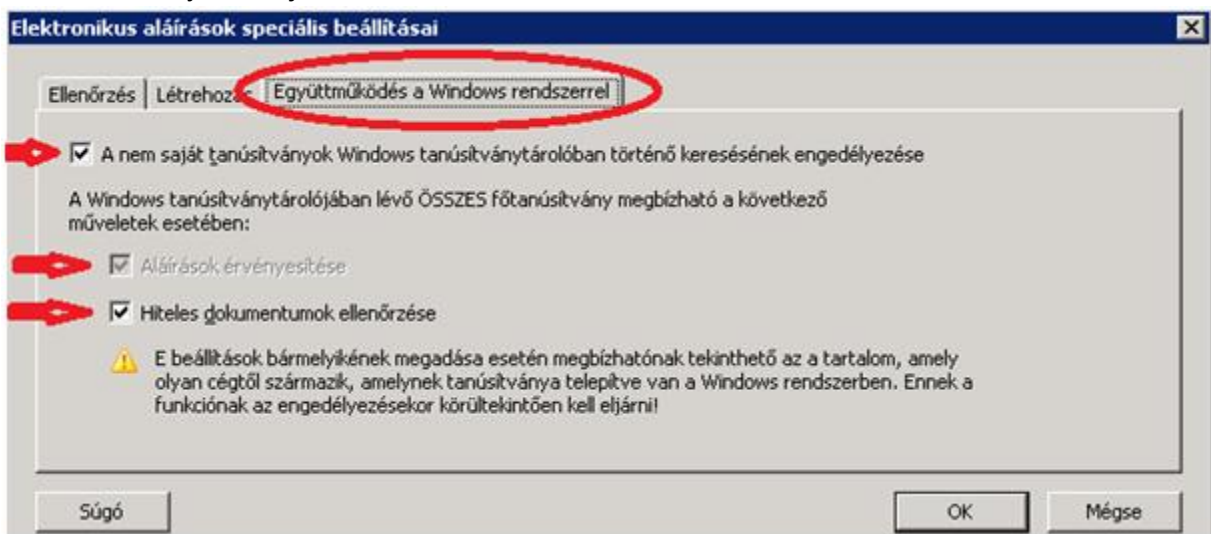 Elektronikus aláírások speciális beállításai
Ellenőrzés
Együttműködés a Windows rendszerrel
A nem saját tanúsítványok Windows tanúsítványtárolóban történő keresésének engedélyezése
A Windows tanúsítványtárolójában lévő ÖSSZES főtanúsítvány megbízható a következő
műveletek esetében:
Aláírások érvényesítése
Hiteles dokumentumok ellenőrzése
E beállítások bármelyikének megadása esetén megbízhatónak tekinthető az a tartalom, amely
olyan cégtől származik, amelynek tanúsítványa telepítve van a Windows rendszerben. Ennek a
funkciónak az engedélyezésekor körültekintően kell eljárni!
Súgó
OK
Mégse